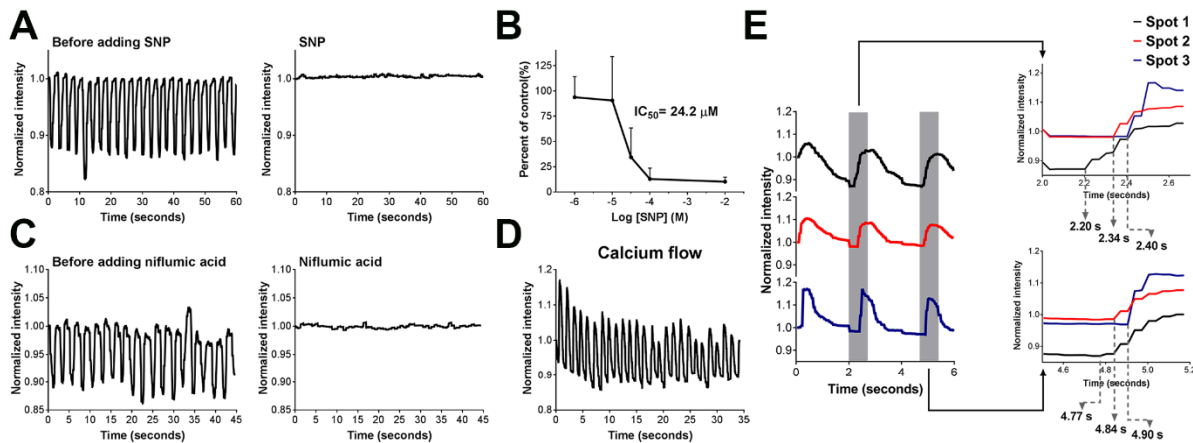 A
Before adding SNP
SNP
Normalized intensity
1.0
0.9
0.8
0 10 20 30 40 50 60
Time (seconds)
Normalized intensity
1.0
0.9
0.8
0 10 20 30 40 50 60
Time (seconds)
B
Percent of control(%)
125
100
75
50
25
0
IC50= 24.2 µM
-6 -5 -4 -3 -2
Log [SNP] (M)
C
Before adding niflumic acid
Niflumic acid
Normalized intensity
1.10
1.05
1.00
0.95
0.90
0.85
0 5 10 15 20 25 30 35 40 45
Time (seconds)
Normalized intensity
1.10
1.05
1.00
0.95
0.90
0.85
0 5 10 15 20 25 30 35 40 45
Time (seconds)
D
Calcium flow
Normalized intensity
1.2
1.1
1.0
0.9
0.8
0 5 10 15 20 25 30 35
Time (seconds)
E
Normalized intensity
1.2
1.1
1.0
0.9
1.2
1.1
1.0
0.9
1.2
1.1
1.0
0.9
0 2 4 6
Time (seconds)
Spot 1
Spot 2
Spot 3
Normalized intensity
1.2
1.1
1.0
0.9
2.0 2.2 2.4 2.6 2.8
Time (seconds)
2.20 s
2.34 s
2.40 s
Normalized intensity
1.2
1.1
1.0
0.9
4.6 4.8 5.0 5.2
Time (seconds)
4.77 s
4.84 s
4.90 s